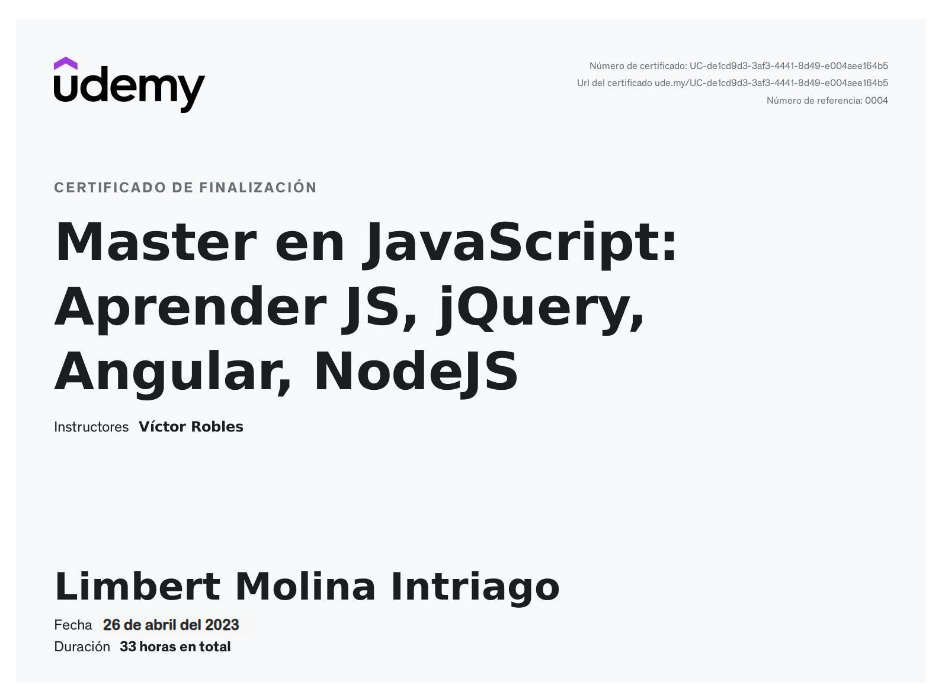 udemy
Número de certificado: UC-de1cd9d3-3af3-4441-8d49-e004aee164b5
Url del certificado ude.my/UC-de1cd9d3-3af3-4441-8d49-e004aee164b5
Número de referencia: 0004
CERTIFICADO DE FINALIZACIÓN
Master en JavaScript:
Aprender JS, jQuery,
Angular, NodeJS
Instructores Víctor Robles
Limbert Molina Intriago
Fecha 26 de abril del 2023
Duración 33 horas en total